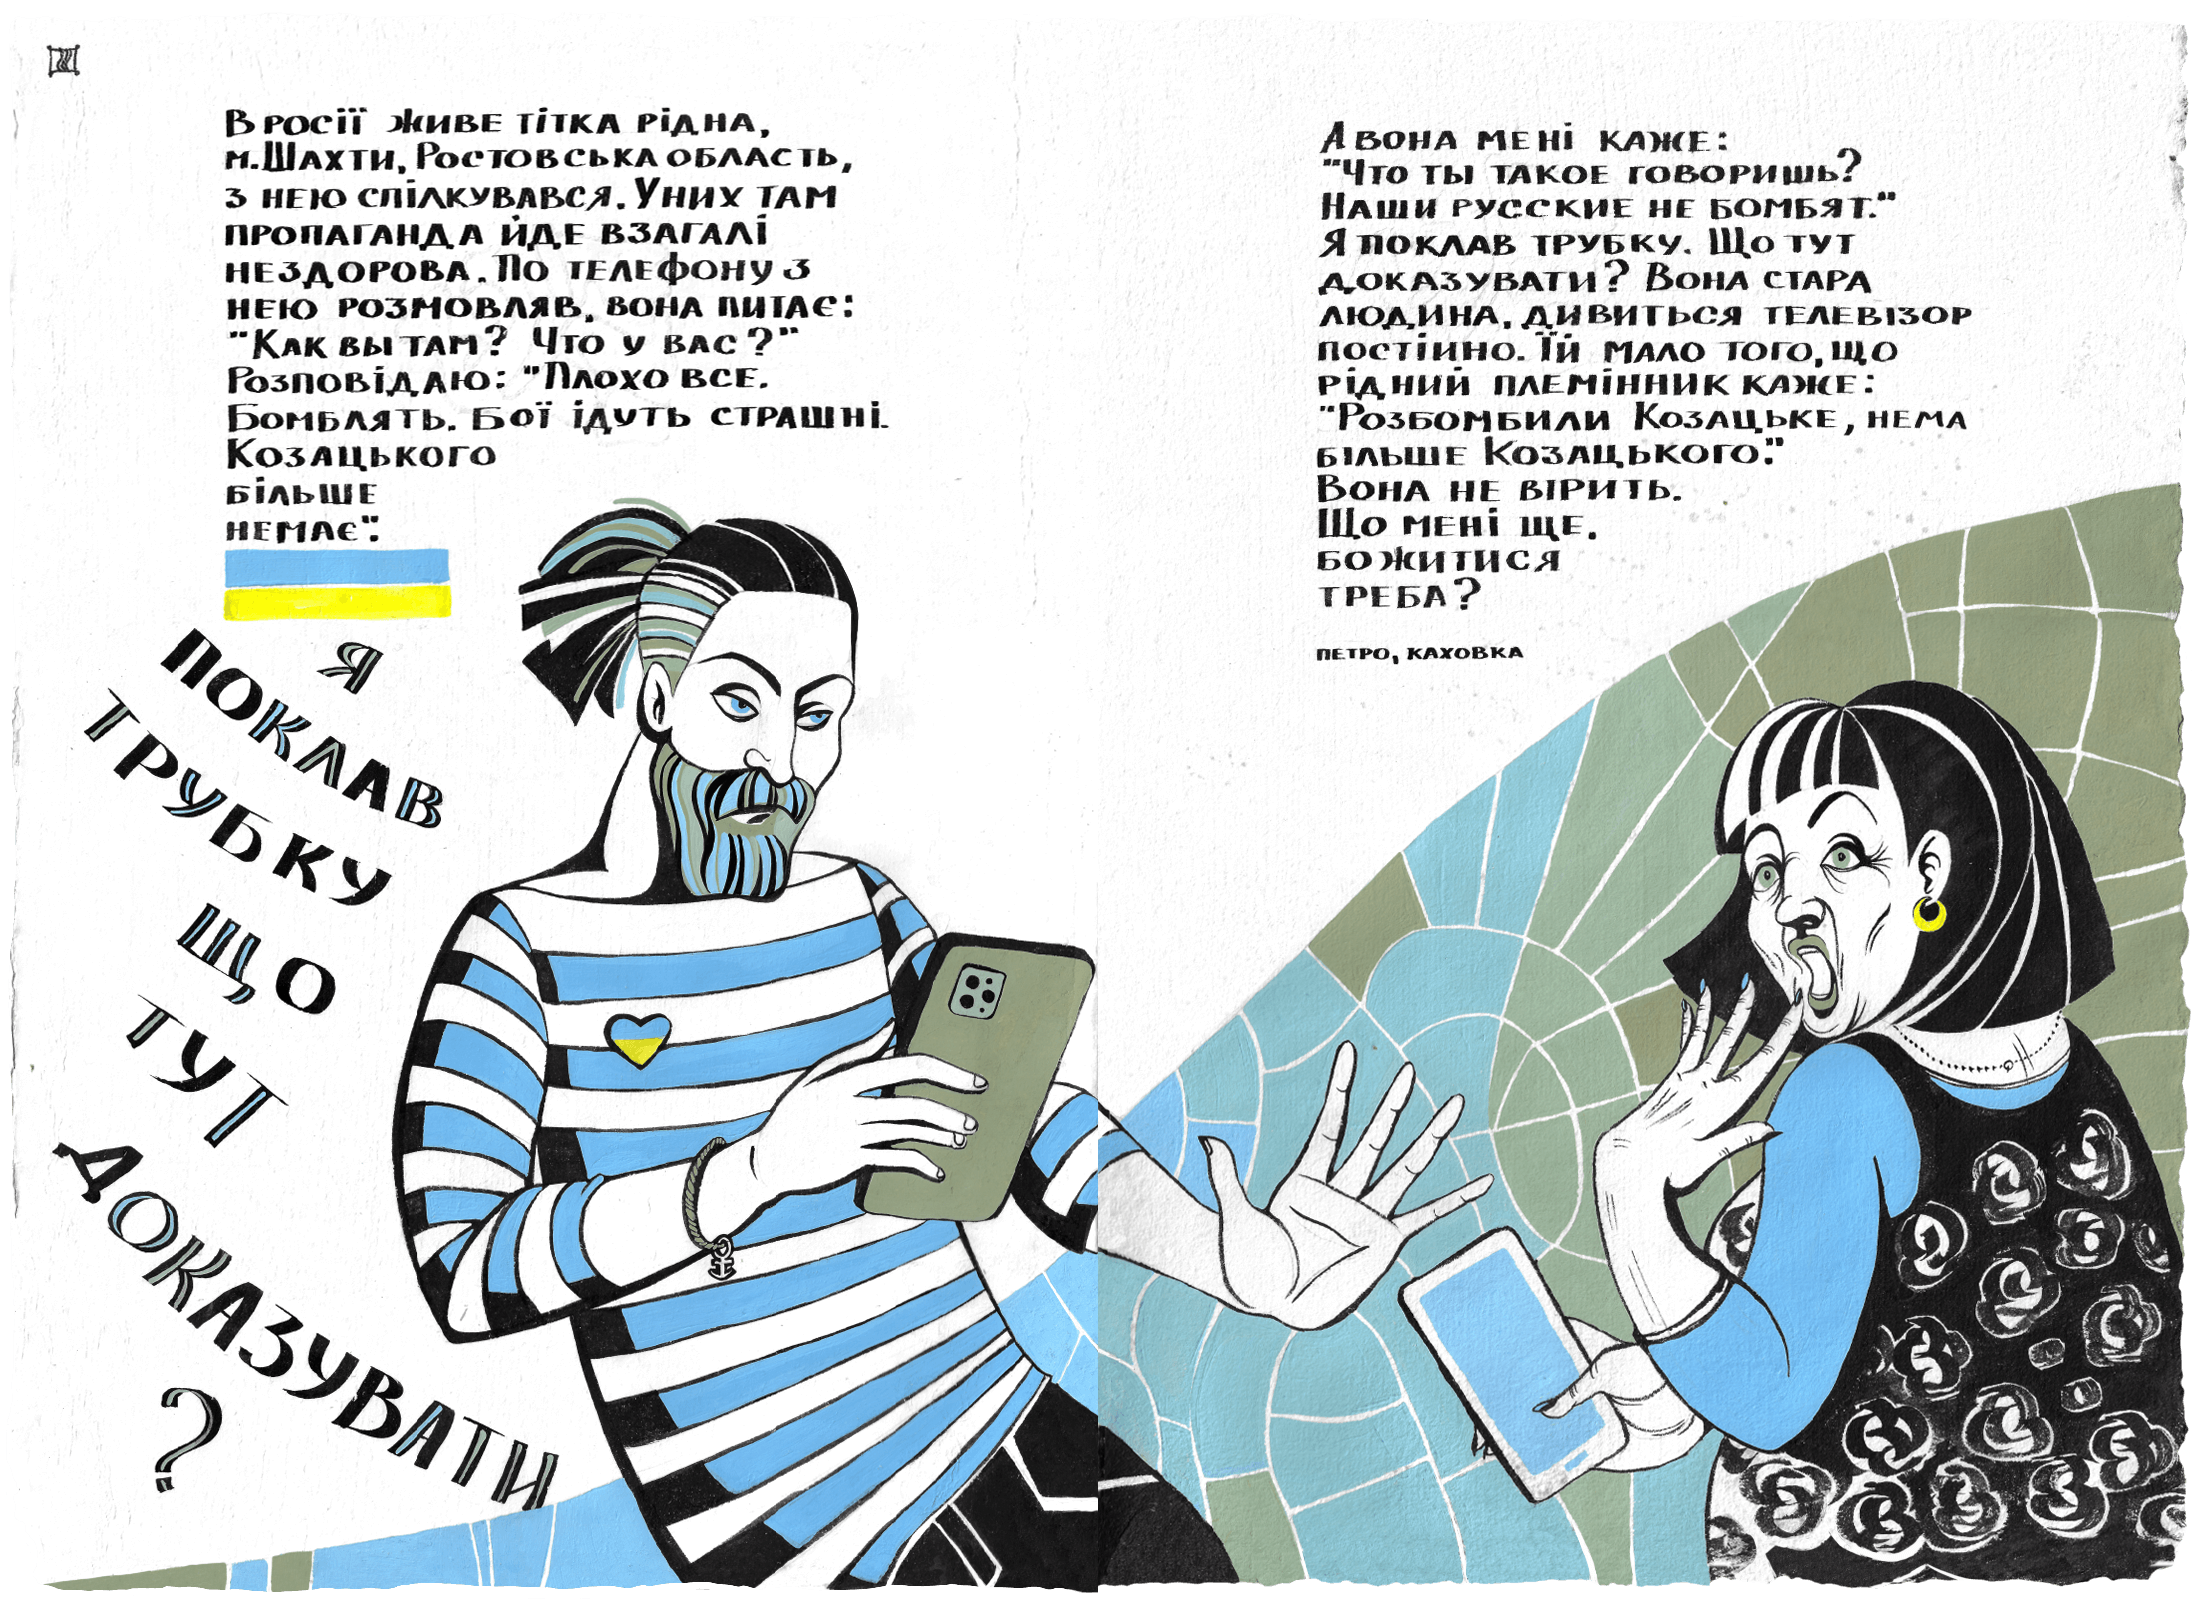 В росії живе тітка рідна,
м. Шахти, Ростовська область,
з нею спілкувався. У них там
пропаганда йде взагалі
нездорова. По телефону з
нею розмовляв, вона питає:
"Как вы там? Что у вас?"
Розповідаю: "Плохо все.
Бомблять. Бої ідуть страшні.
Козацького
більше
немає".
Я
поклав
трубку
що
тут
доказувати
?
А вона мені каже:
"Что ты такое говоришь?
Наши русские не бомбят."
Я поклав трубку. Що тут
доказувати? Вона стара
людина, дивиться телевізор
постійно. Їй мало того, що
рідний племінник каже:
"Розбомбили Козацьке, нема
більше Козацького."
Вона не вірить.
Що мені ще,
божитися
треба?
Петро, Каховка